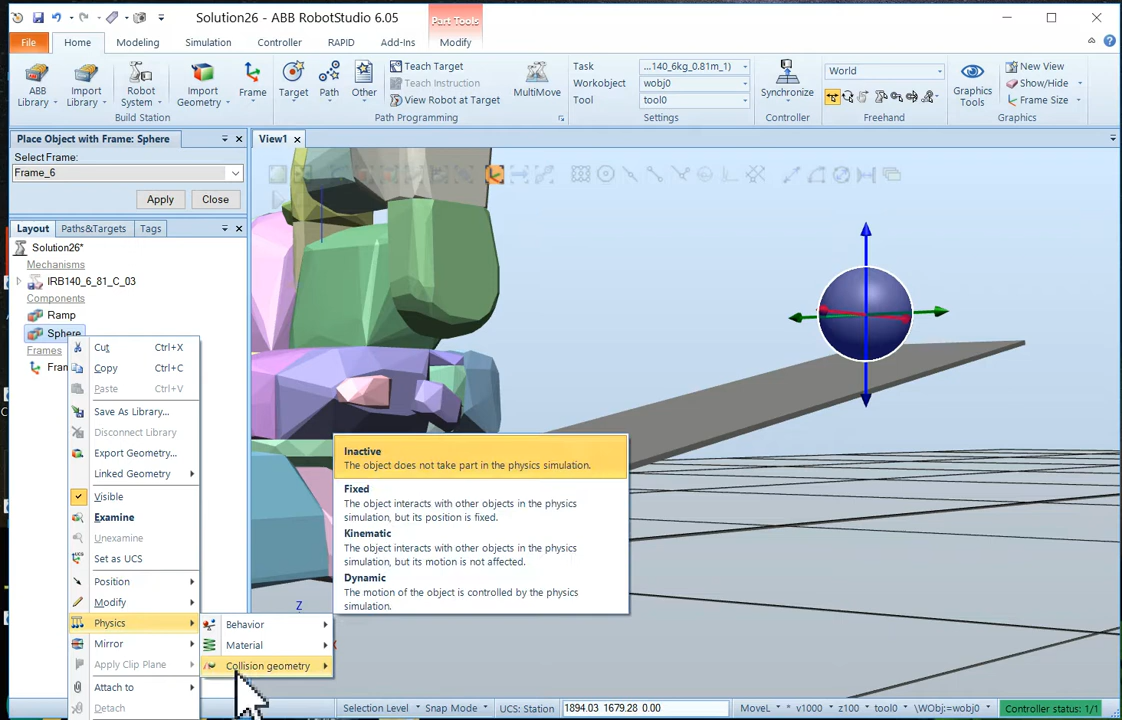 Solution26 - ABB RobotStudio 6.05
Part Tools
File
Home
Modeling
Simulation
Controller
RAPID
Add-Ins
Modify
ABB Library
Import Library
Robot System
Import Geometry
Frame
Build Station
Target
Path
Other
Teach Target
Teach Instruction
View Robot at Target
Path Programming
MultiMove
Task ...140_6kg_0.81m_1)
Workobject wobj0
Tool tool0
Settings
Synchronize
Controller
World
Freehand
Graphics Tools
New View
Show/Hide
Frame Size
Graphics
Place Object with Frame: Sphere
Select Frame:
Frame_6
Apply
Close
View1
Layout
Paths&Targets
Tags
Solution26*
Mechanisms
IRB140_6_81_C_03
Components
Ramp
Sphere
Frames
Fram
Cut Ctrl+X
Copy Ctrl+C
Paste Ctrl+V
Save As Library...
Disconnect Library
Export Geometry...
Linked Geometry
Visible
Examine
Unexamine
Set as UCS
Position
Modify
Physics
Mirror
Apply Clip Plane
Attach to
Detach
Behavior
Material
Collision geometry
Inactive
The object does not take part in the physics simulation.
Fixed
The object interacts with other objects in the physics
simulation, but its position is fixed.
Kinematic
The object interacts with other objects in the physics
simulation, but its motion is not affected.
Dynamic
The motion of the object is controlled by the physics
simulation.
Z
Selection Level
Snap Mode
UCS: Station
1894.03 1679.28 0.00
MoveL * v1000 z100 tool0 \WObj:=wobj0
Controller status: 1/1